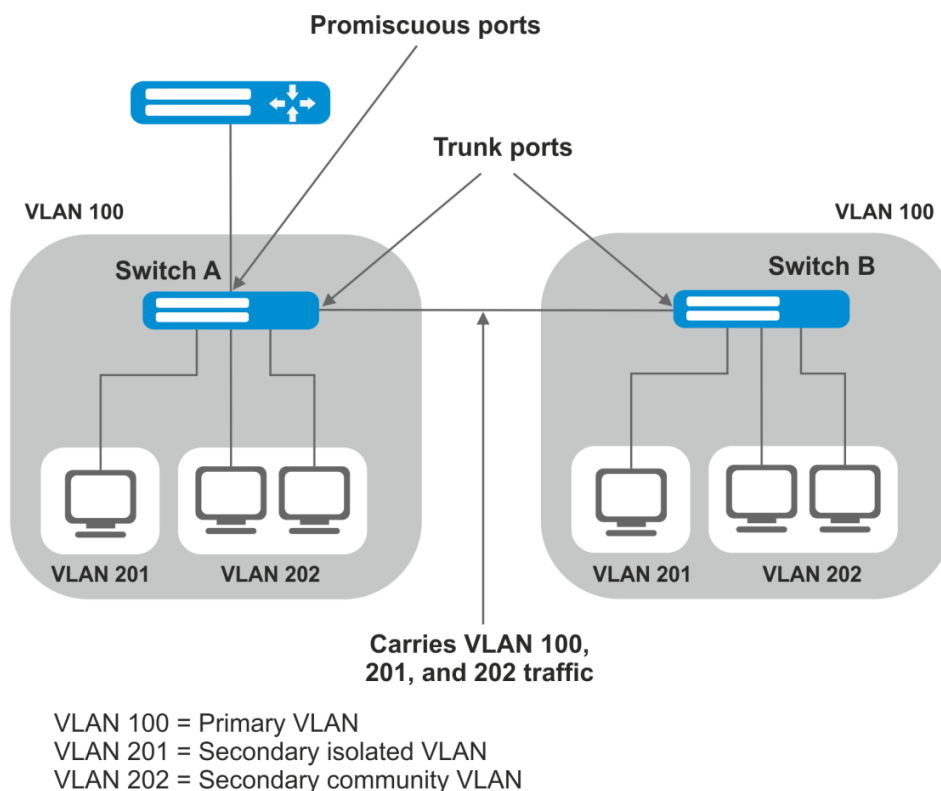 Promiscuous ports
Trunk ports
VLAN 100
VLAN 100
Switch A
Switch B
VLAN 201
VLAN 202
VLAN 201
VLAN 202
Carries VLAN 100,
201, and 202 traffic
VLAN 100 = Primary VLAN
VLAN 201 = Secondary isolated VLAN
VLAN 202 = Secondary community VLAN